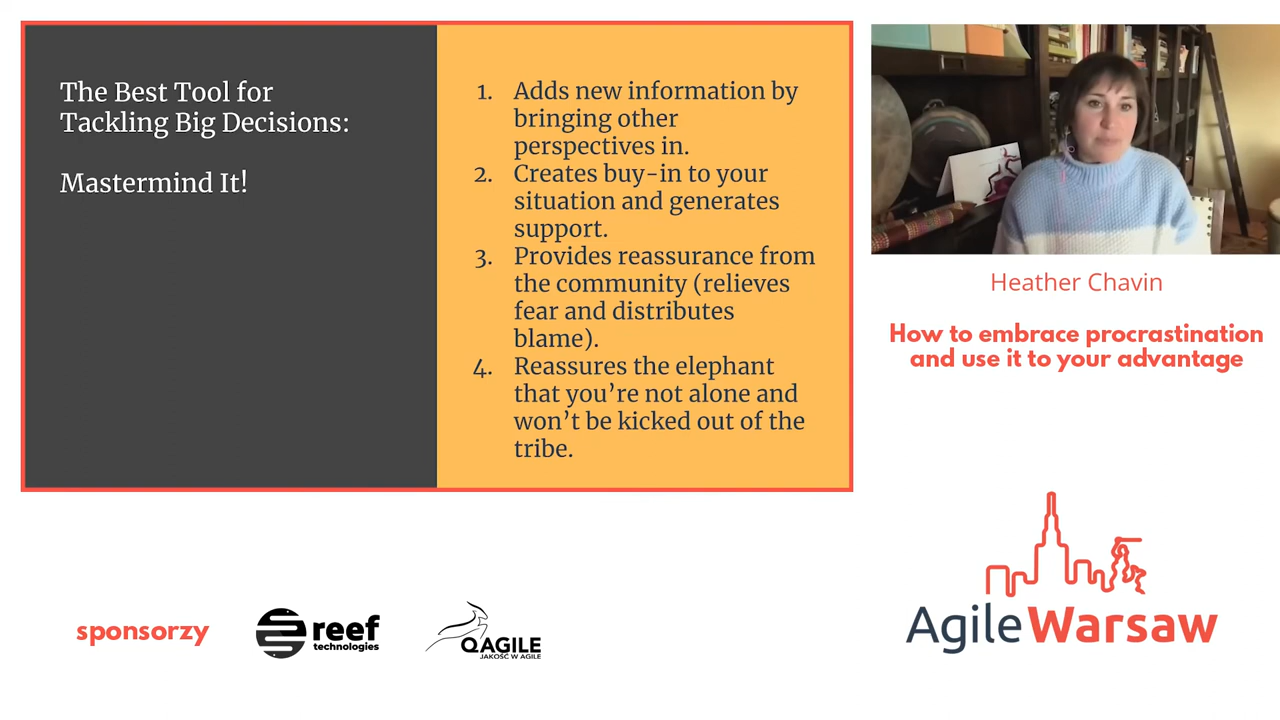 The Best Tool for
Tackling Big Decisions:
Mastermind It!
1. Adds new information by
bringing other
perspectives in.
2. Creates buy-in to your
situation and generates
support.
3. Provides reassurance from
the community (relieves
fear and distributes
blame).
4. Reassures the elephant
that you’re not alone and
won’t be kicked out of the
tribe.
Heather Chavin
How to embrace procrastination
and use it to your advantage
sponsorzy
reef
technologies
QAGILE
JAKOŚĆ W AGILE
AgileWarsaw